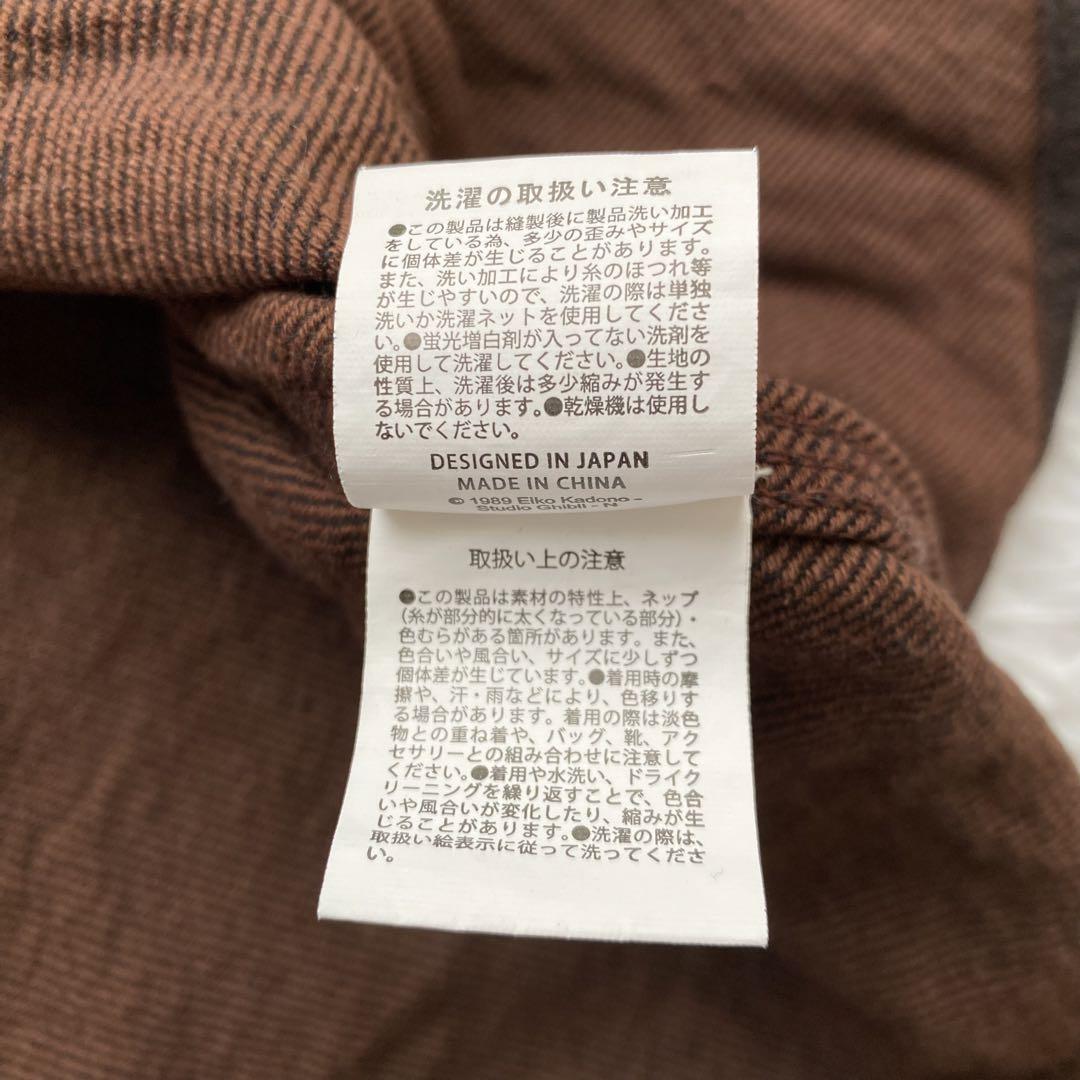 洗濯の取扱い注意
●この製品は縫製後に製品洗い加工
をしている為、多少の歪みやサイズ
に個体差が生じることがあります。
また、洗い加工により糸のほつれ等
が生じやすいので、洗濯の際は単独
洗いか洗濯ネットを使用してくださ
い。●蛍光増白剤が入ってない洗剤を
使用して洗濯してください。●生地の
性質上、洗濯後は多少縮みが発生す
る場合があります。●乾燥機は使用し
ないでください。
DESIGNED IN JAPAN
MADE IN CHINA
© 1989 Eiko Kadono -
Studio Ghibli - N
取扱い上の注意
●この製品は素材の特性上、ネップ
(糸が部分的に太くなっている部分)・
色むらがある箇所があります。また、
色合いや風合い、サイズに少しずつ
個体差が生じています。●着用時の摩
擦や、汗・雨などにより、色移りす
る場合があります。着用の際は淡色
物との重ね着や、バッグ、靴、アク
セサリーとの組み合わせに注意して
ください。●着用や水洗い、ドライク
リーニングを繰り返すことで、色合
いや風合いが変化したり、縮みが生
じることがあります。●洗濯の際は、
取扱い絵表示に従って洗ってくださ
い。